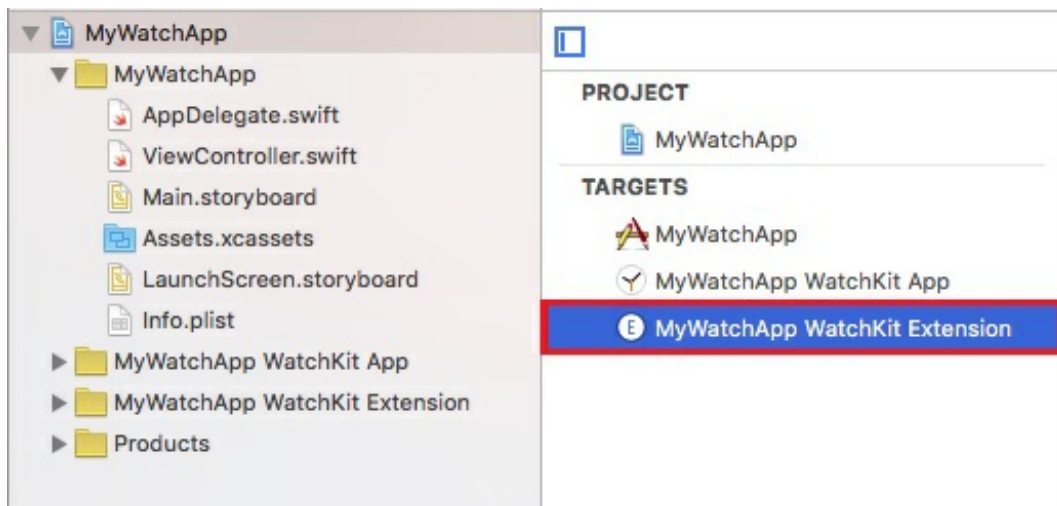 MyWatchApp
MyWatchApp
AppDelegate.swift
ViewController.swift
Main.storyboard
Assets.xcassets
LaunchScreen.storyboard
Info.plist
MyWatchApp WatchKit App
MyWatchApp WatchKit Extension
Products
PROJECT
MyWatchApp
TARGETS
MyWatchApp
MyWatchApp WatchKit App
E MyWatchApp WatchKit Extension